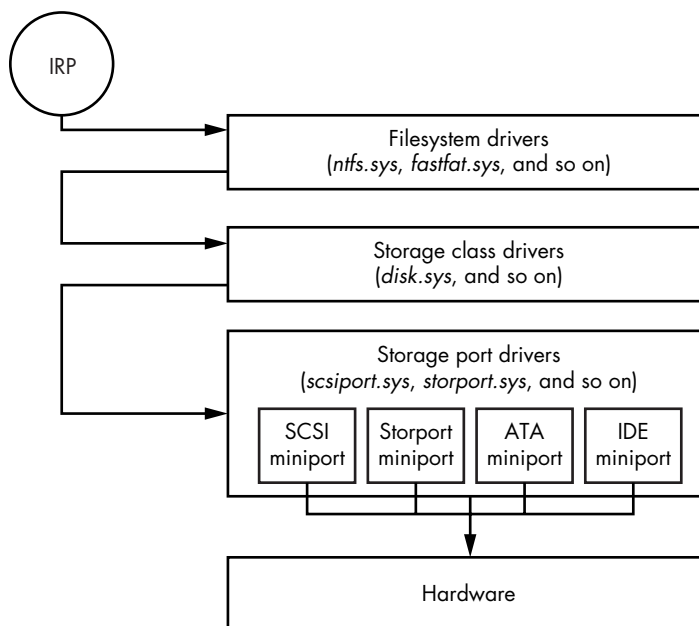 IRP
Filesystem drivers
(ntfs.sys, fastfat.sys, and so on)
Storage class drivers
(disk.sys, and so on)
Storage port drivers
(scsiport.sys, storport.sys, and so on)
SCSI
miniport
Storport
miniport
ATA
miniport
IDE
miniport
Hardware